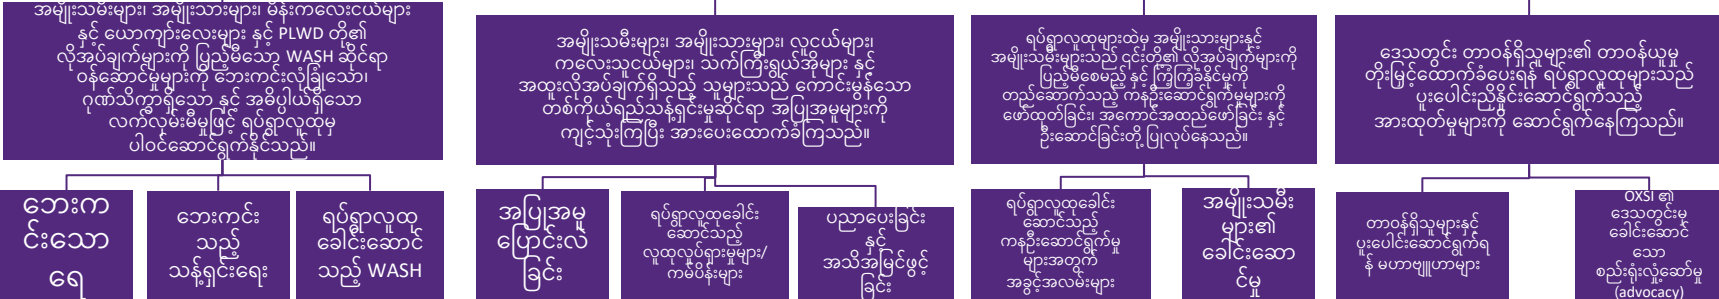 အမျိုးသမီးများ၊ အမျိုးသားများ၊ မိန်းကလေးငယ်များ
နှင့် ယောကျာ်းလေးများ နှင့် PLWD တို့၏
လိုအပ်ချက်များကို ပြည့်မီသော WASH ဆိုင်ရာ
ဝန်ဆောင်မှုများကို ဘေးကင်းလုံခြုံသော၊
ဂုဏ်သိက္ခာရှိသော နှင့် အဓိပ္ပါယ်ရှိသော
လက်လှမ်းမီမှုဖြင့် ရပ်ရွာလူထုမှ
ပါဝင်ဆောင်ရွက်နိုင်သည်။
အမျိုးသမီးများ၊ အမျိုးသားများ၊ လူငယ်များ၊
ကလေးသူငယ်များ၊ သက်ကြီးရွယ်အိုများ နှင့်
အထူးလိုအပ်ချက်ရှိသည့် သူများသည် ကောင်းမွန်သော
တစ်ကိုယ်ရည်သန့်ရှင်းမှုဆိုင်ရာ အပြုအမူများကို
ကျင့်သုံးကြပြီး အားပေးထောက်ခံကြသည်။
ရပ်ရွာလူထုများထဲမှ အမျိုးသားများနှင့်
အမျိုးသမီးများသည် ၎င်းတို့၏ လိုအပ်ချက်များကို
ပြည့်မီစေမည့် နှင့် ကြံ့ကြံ့ခံနိုင်မှုကို
တည်ဆောက်သည့် ကနဦးဆောင်ရွက်မှုများကို
ဖော်ထုတ်ခြင်း၊ အကောင်အထည်ဖော်ခြင်း နှင့်
ဦးဆောင်ခြင်းတို့ ပြုလုပ်နေသည်။
ဒေသတွင်း တာဝန်ရှိသူများ၏ တာဝန်ယူမှု
တိုးမြှင့်ထောက်ခံပေးရန် ရပ်ရွာလူထုများသည်
ပူးပေါင်းညှိနှိုင်းဆောင်ရွက်သည့်
အားထုတ်မှုများကို ဆောင်ရွက်နေကြသည်။
ဘေးက
င်းသော
ရေ
ဘေးကင်း
သည့်
သန့်ရှင်းရေး
ရပ်ရွာလူထု
ခေါင်းဆောင်
သည့် WASH
အပြုအမူ
ပြောင်းလဲ
ခြင်း
ရပ်ရွာလူထုခေါင်း
ဆောင်သည့်
လူထုလှုပ်ရှားမှုများ/
ကမ်ပိန်းများ
ပညာပေးခြင်း
နှင့်
အသိအမြင်ဖွင့်
ခြင်း
ရပ်ရွာလူထုခေါင်း
ဆောင်သည့်
ကနဦးဆောင်ရွက်မှု
များအတွက်
အခွင့်အလမ်းများ
အမျိုးသမီး
များ၏
ခေါင်းဆော
င်မှု
တာဝန်ရှိသူများနှင့်
ပူးပေါင်းဆောင်ရွက်ရ
န် မဟာဗျူဟာများ
OXSI ၏
ဒေသတွင်းမှ
ခေါင်းဆောင်
သော
စည်းရုံးလှုံ့ဆော်မှု
(advocacy)